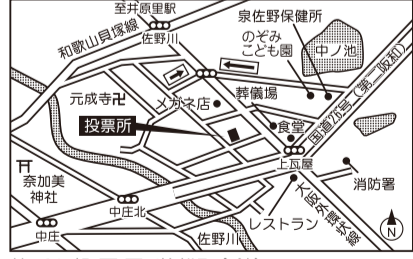 至井原里駅
和歌山貝塚線
佐野川
泉佐野保健所
のぞみ
こども園
中ノ池
元成寺卍
メガネ店
葬儀場
国道26号(第二阪和)
投票所
食堂
上瓦屋
奈加美
神社
消防署
中庄北
大阪外環状線
レストラン
中庄
佐野川
N